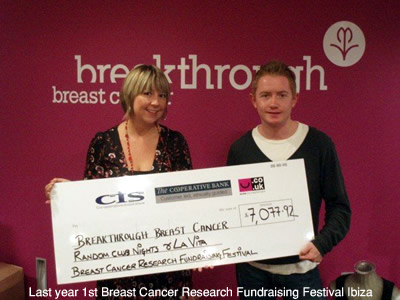 breakthrough
breast cancer
CIS
The CO-OPERATIVE BANK
.co
u.uk
£7,077.92
BREAKTHROUGH BREAST CANCER
RANDOM CLUB NIGHTS & LA VITA
BREAST CANCER RESEARCH FUNDRAISING FESTIVAL
Last year 1st Breast Cancer Research Fundraising Festival Ibiza